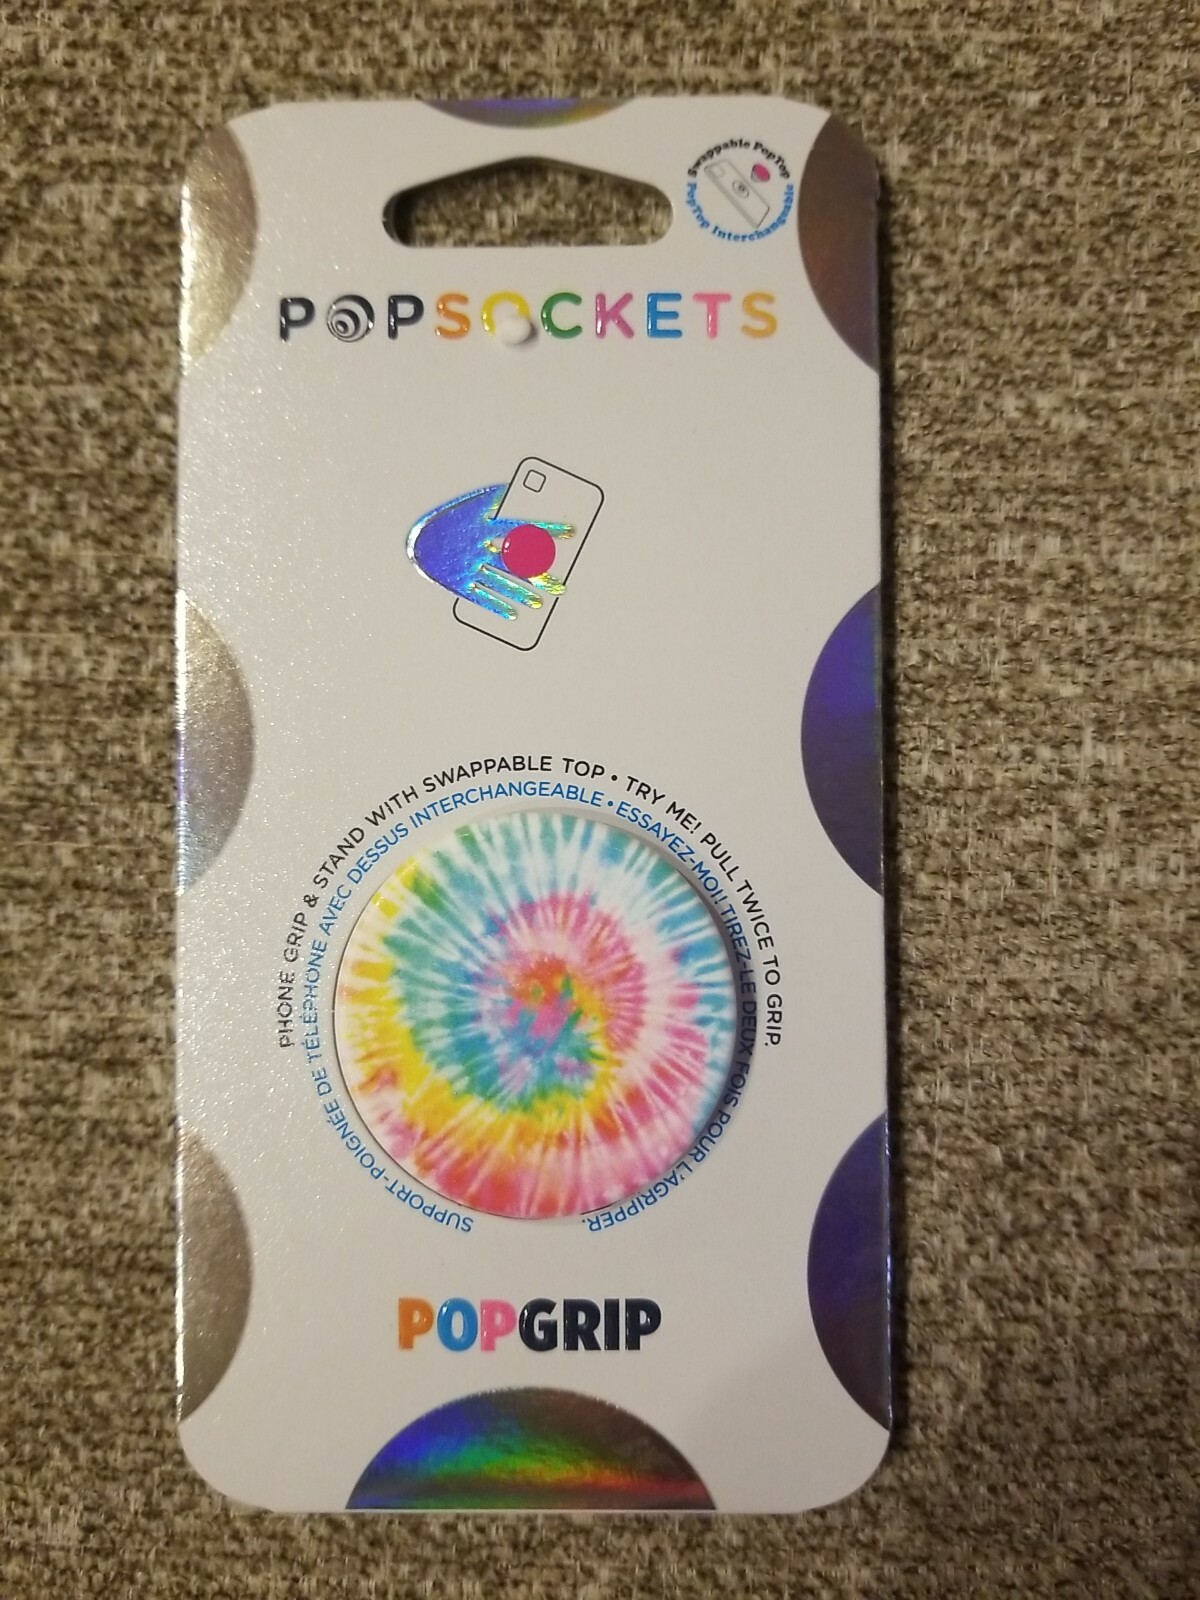 Swappable PopTop
PopTop Interchangeable
POPSOCKETS
PHONE GRIP & STAND WITH SWAPPABLE TOP • TRY ME! PULL TWICE TO GRIP.
SUPPORT-POIGNÉE DE TÉLÉPHONE AVEC DESSUS INTERCHANGEABLE • ESSAYEZ-MOI! TIREZ-LE DEUX FOIS POUR L'AGRIPPER.
POPGRIP